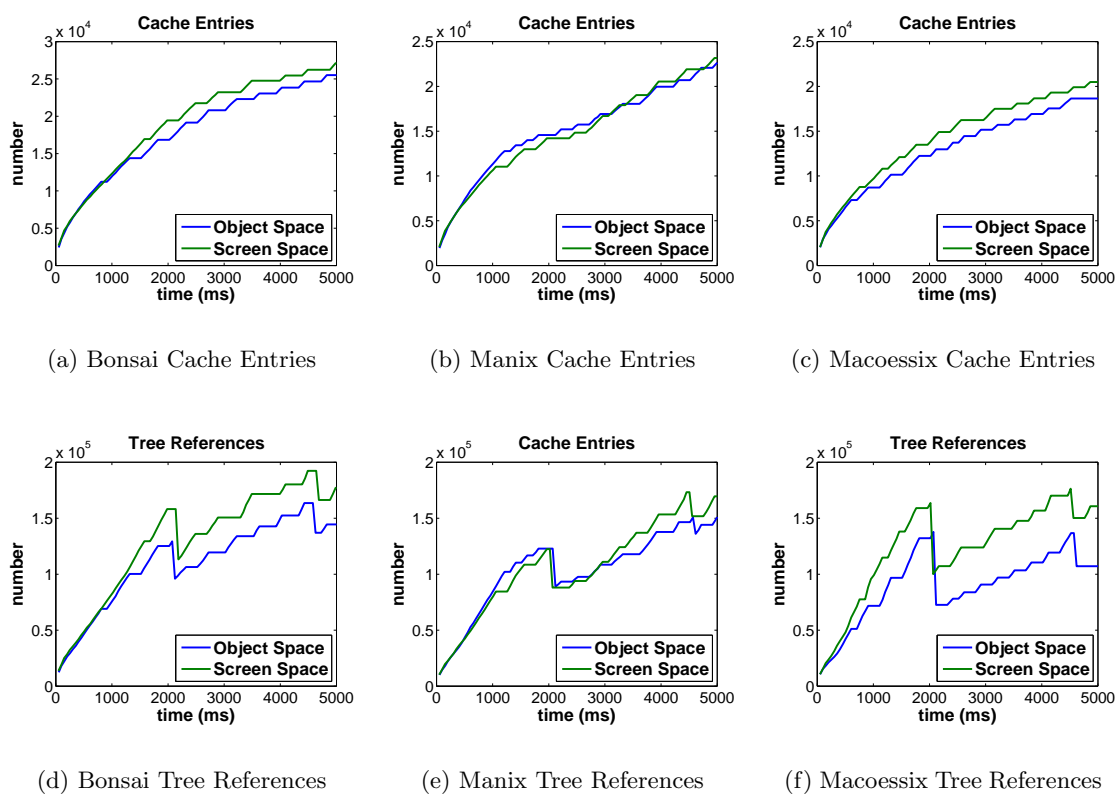 Cache Entries
x 10^4
3
2.5
2
1.5
1
0.5
0
number
0 1000 2000 3000 4000 5000
time (ms)
Object Space
Screen Space
(a) Bonsai Cache Entries
Cache Entries
x 10^4
2.5
2
1.5
1
0.5
0
number
0 1000 2000 3000 4000 5000
time (ms)
Object Space
Screen Space
(b) Manix Cache Entries
Cache Entries
x 10^4
2.5
2
1.5
1
0.5
0
number
0 1000 2000 3000 4000 5000
time (ms)
Object Space
Screen Space
(c) Macoessix Cache Entries
Tree References
x 10^5
2
1.5
1
0.5
0
number
0 1000 2000 3000 4000 5000
time (ms)
Object Space
Screen Space
(d) Bonsai Tree References
Cache Entries
x 10^5
2
1.5
1
0.5
0
number
0 1000 2000 3000 4000 5000
time (ms)
Object Space
Screen Space
(e) Manix Tree References
Tree References
x 10^5
2
1.5
1
0.5
0
number
0 1000 2000 3000 4000 5000
time (ms)
Object Space
Screen Space
(f) Macoessix Tree References